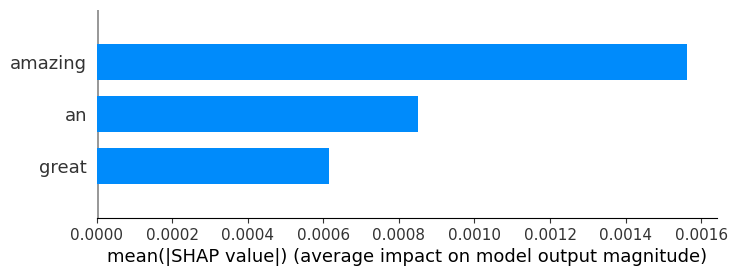 amazing
an
great
0.0000 0.0002 0.0004 0.0006 0.0008 0.0010 0.0012 0.0014 0.0016
mean(|SHAP value|) (average impact on model output magnitude)